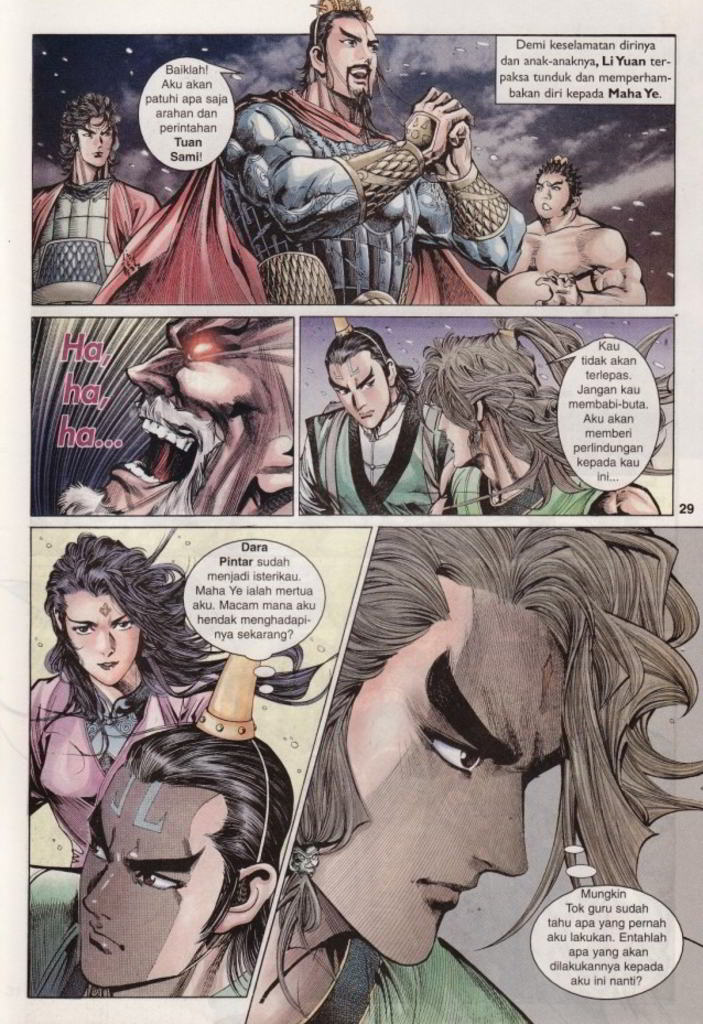 Demi keselamatan dirinya
dan anak-anaknya, Li Yuan ter-
paksa tunduk dan memperham-
bakan diri kepada Maha Ye.
Baiklah!
Aku akan
patuhi apa saja
arahan dan
perintahan
Tuan
Sami!
Ha,
ha,
ha...
Kau
tidak akan
terlepas.
Jangan kau
membabi-buta.
Aku akan
memberi
perlindungan
kepada kau
ini...
29
Dara
Pintar sudah
menjadi isterikau.
Maha Ye ialah mertua
aku. Macam mana aku
hendak menghadapi-
nya sekarang?
Mungkin
Tok guru sudah
tahu apa yang pernah
aku lakukan. Entahlah
apa yang akan
dilakukannya kepada
aku ini nanti?